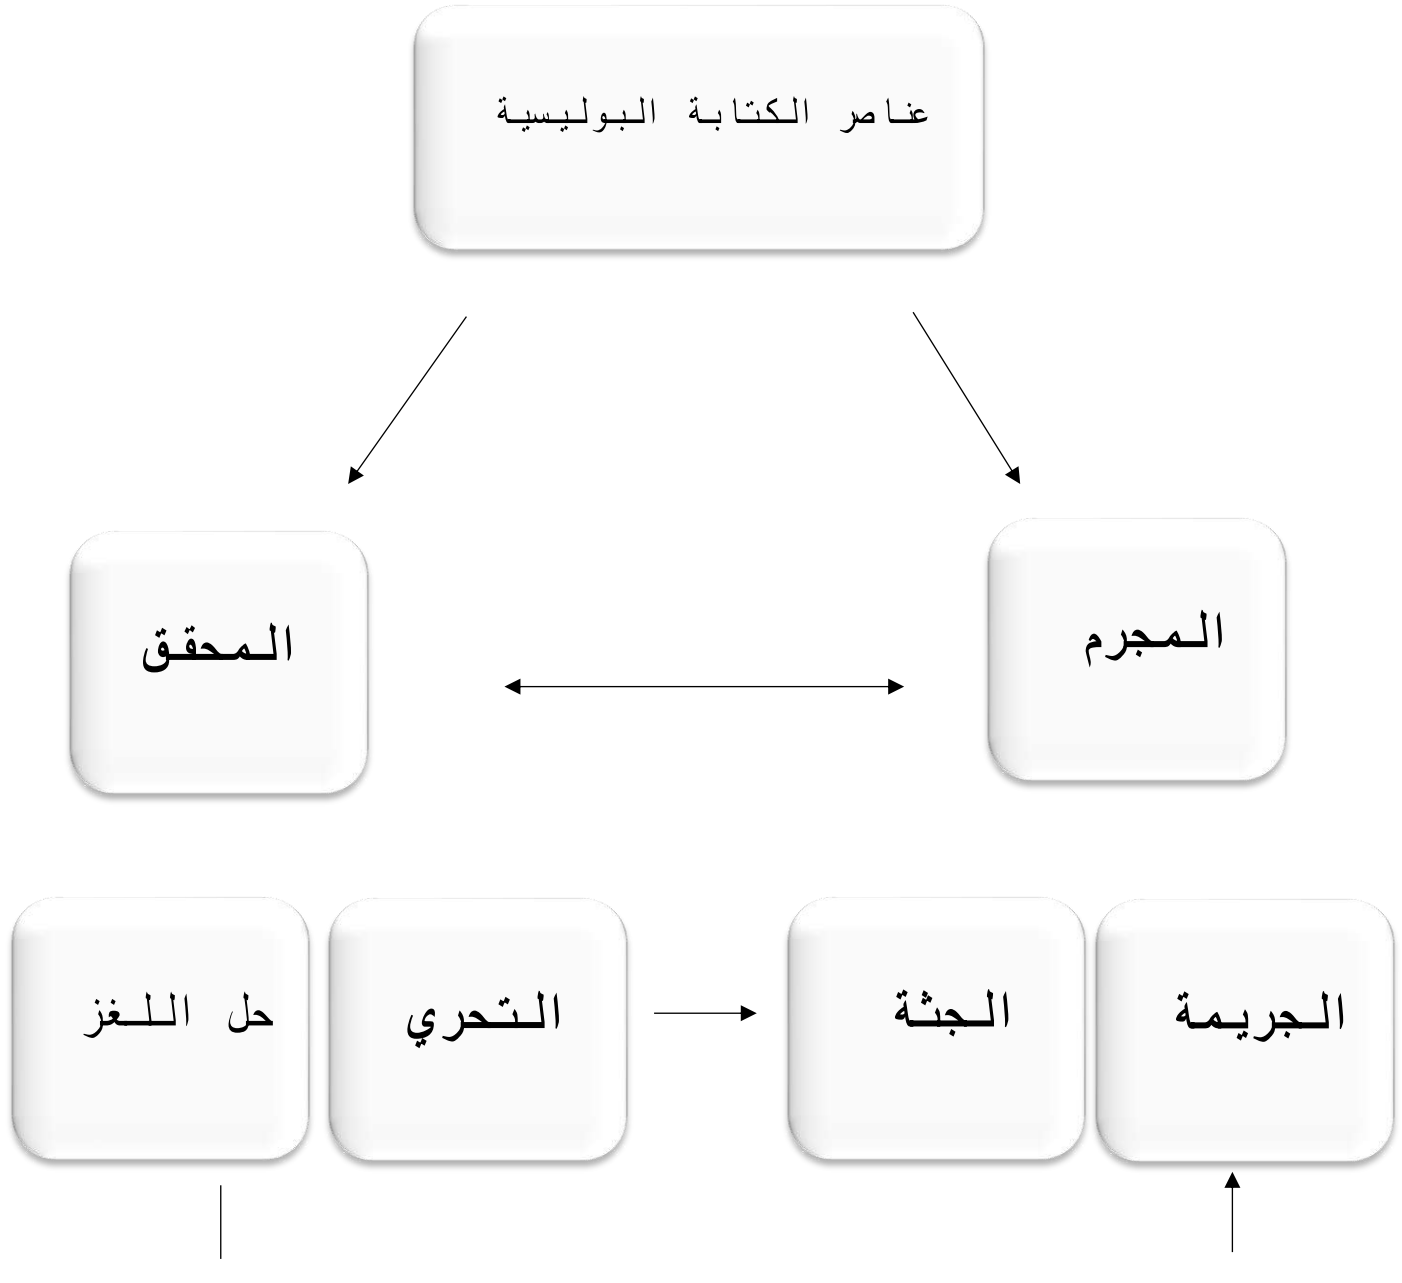 عناصر الكتابة البوليسية
المجرم
المحقق
الجريمة
الجثة
التحري
حل اللغز